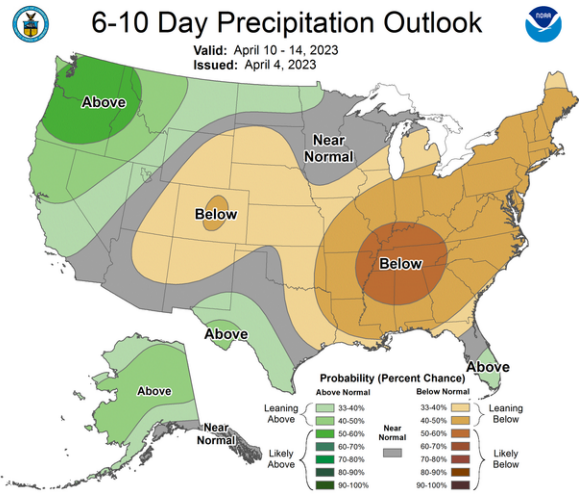 6-10 Day Precipitation Outlook
Valid: April 10 - 14, 2023
Issued: April 4, 2023
NOAA
Above
Near
Normal
Below
Below
Above
Above
Above
Near
Normal
Probability (Percent Chance)
Above Normal
Below Normal
Leaning
Above
33-40%
40-50%
50-60%
60-70%
70-80%
80-90%
90-100%
Likely
Above
Near
Normal
33-40%
40-50%
50-60%
60-70%
70-80%
80-90%
90-100%
Leaning
Below
Likely
Below